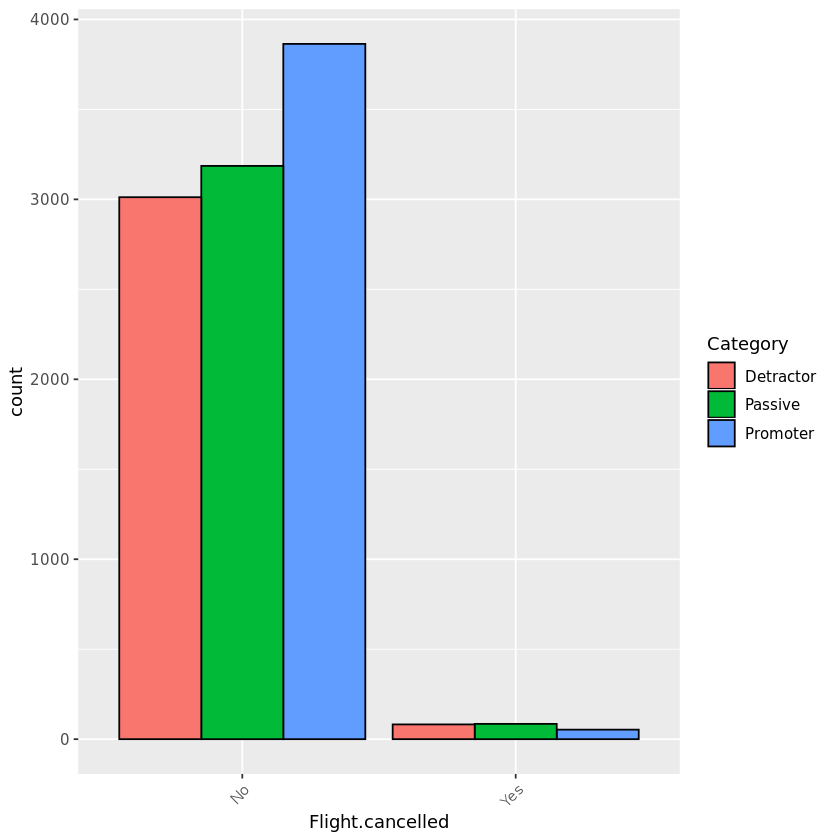 4000
3000
2000
1000
0
count
No
Yes
Flight.cancelled
Category
Detractor
Passive
Promoter